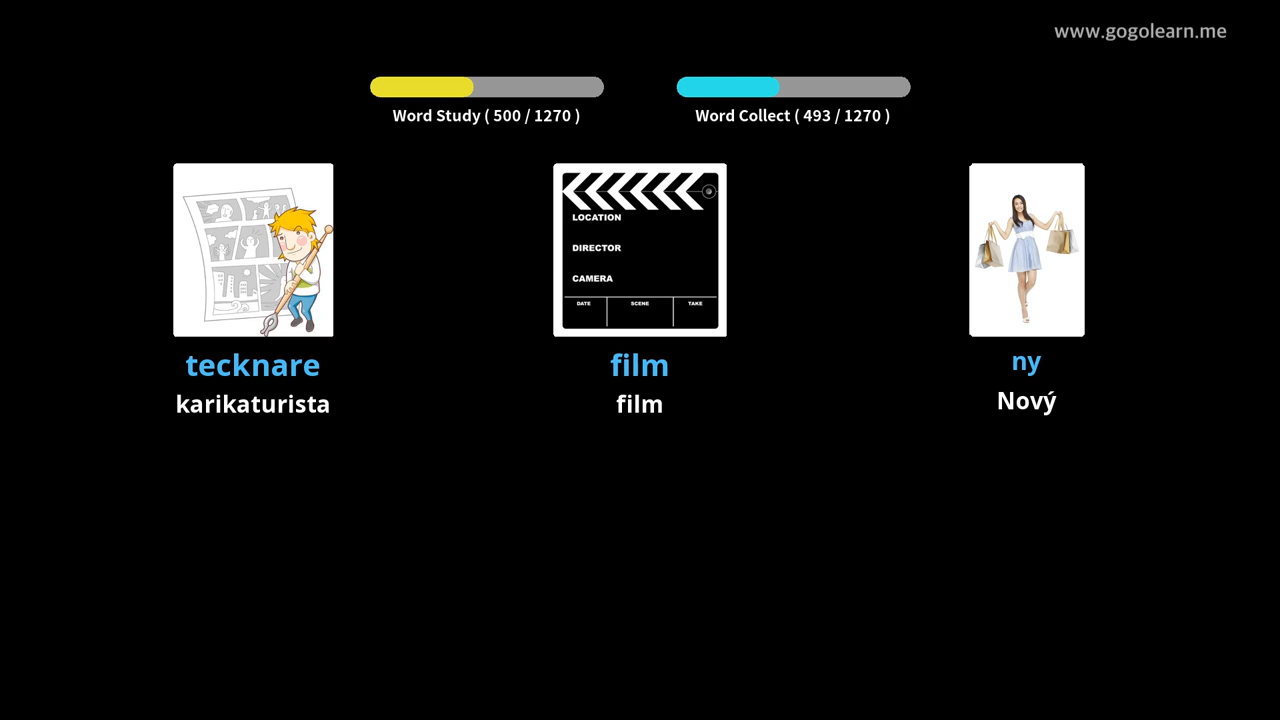 www.gogolearn.me
Word Study ( 500 / 1270 )
Word Collect ( 493 / 1270 )
LOCATION
DIRECTOR
CAMERA
DATE SCENE TAKE
tecknare
karikaturista
film
film
ny
Nový